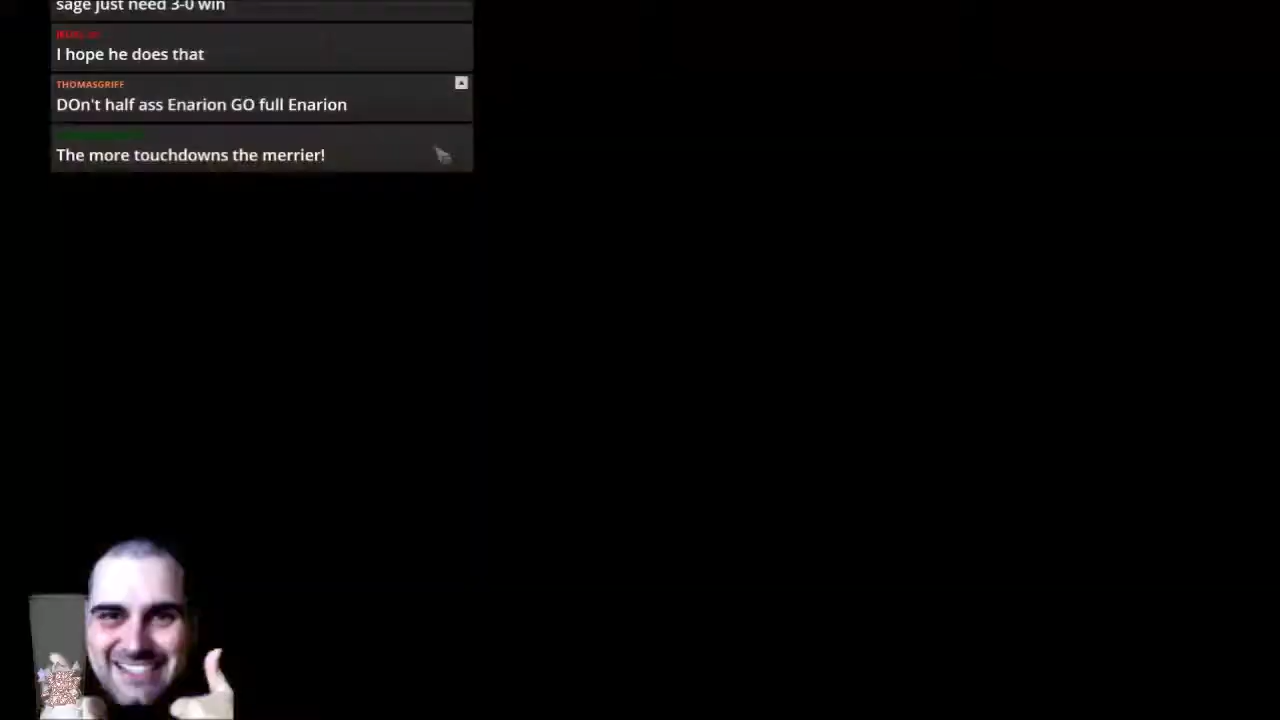 sage just need 3-0 win
I hope he does that
THOMASGRIFF
DOn't half ass Enarion GO full Enarion
The more touchdowns the merrier!